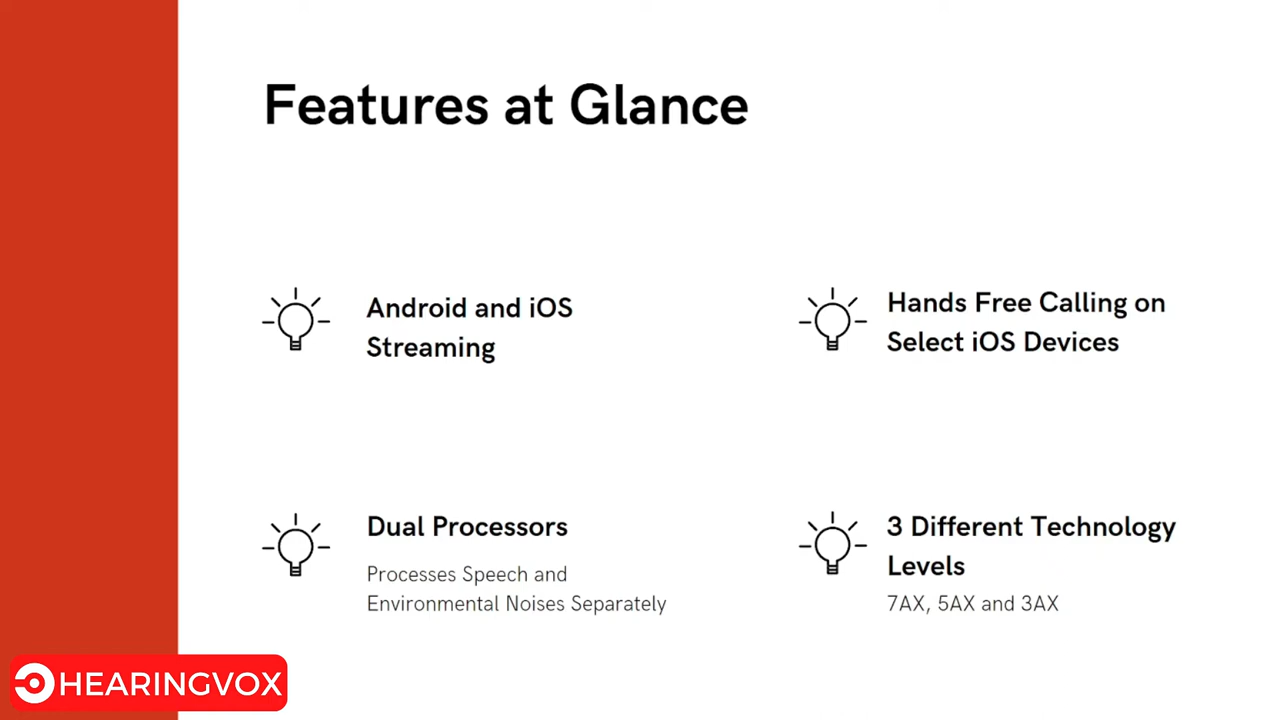 Features at Glance
Android and iOS
Streaming
Hands Free Calling on
Select iOS Devices
Dual Processors
Processes Speech and
Environmental Noises Separately
3 Different Technology
Levels
7AX, 5AX and 3AX
HEARINGVOX